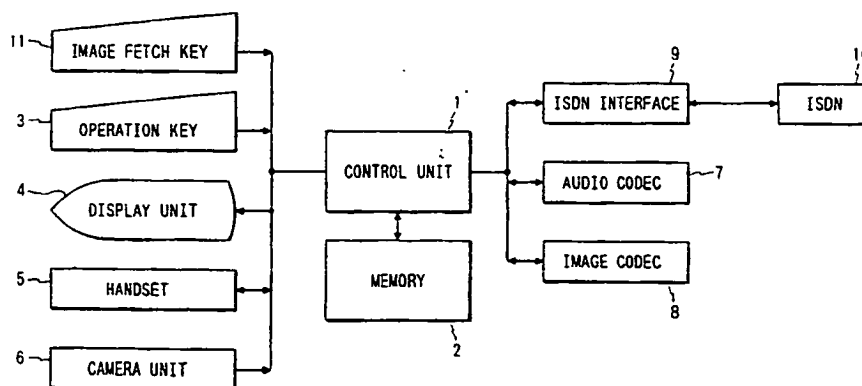 11
IMAGE FETCH KEY
3
OPERATION KEY
4
DISPLAY UNIT
5
HANDSET
6
CAMERA UNIT
1
CONTROL UNIT
MEMORY
2
9
ISDN INTERFACE
ISDN
AUDIO CODEC
7
IMAGE CODEC
8